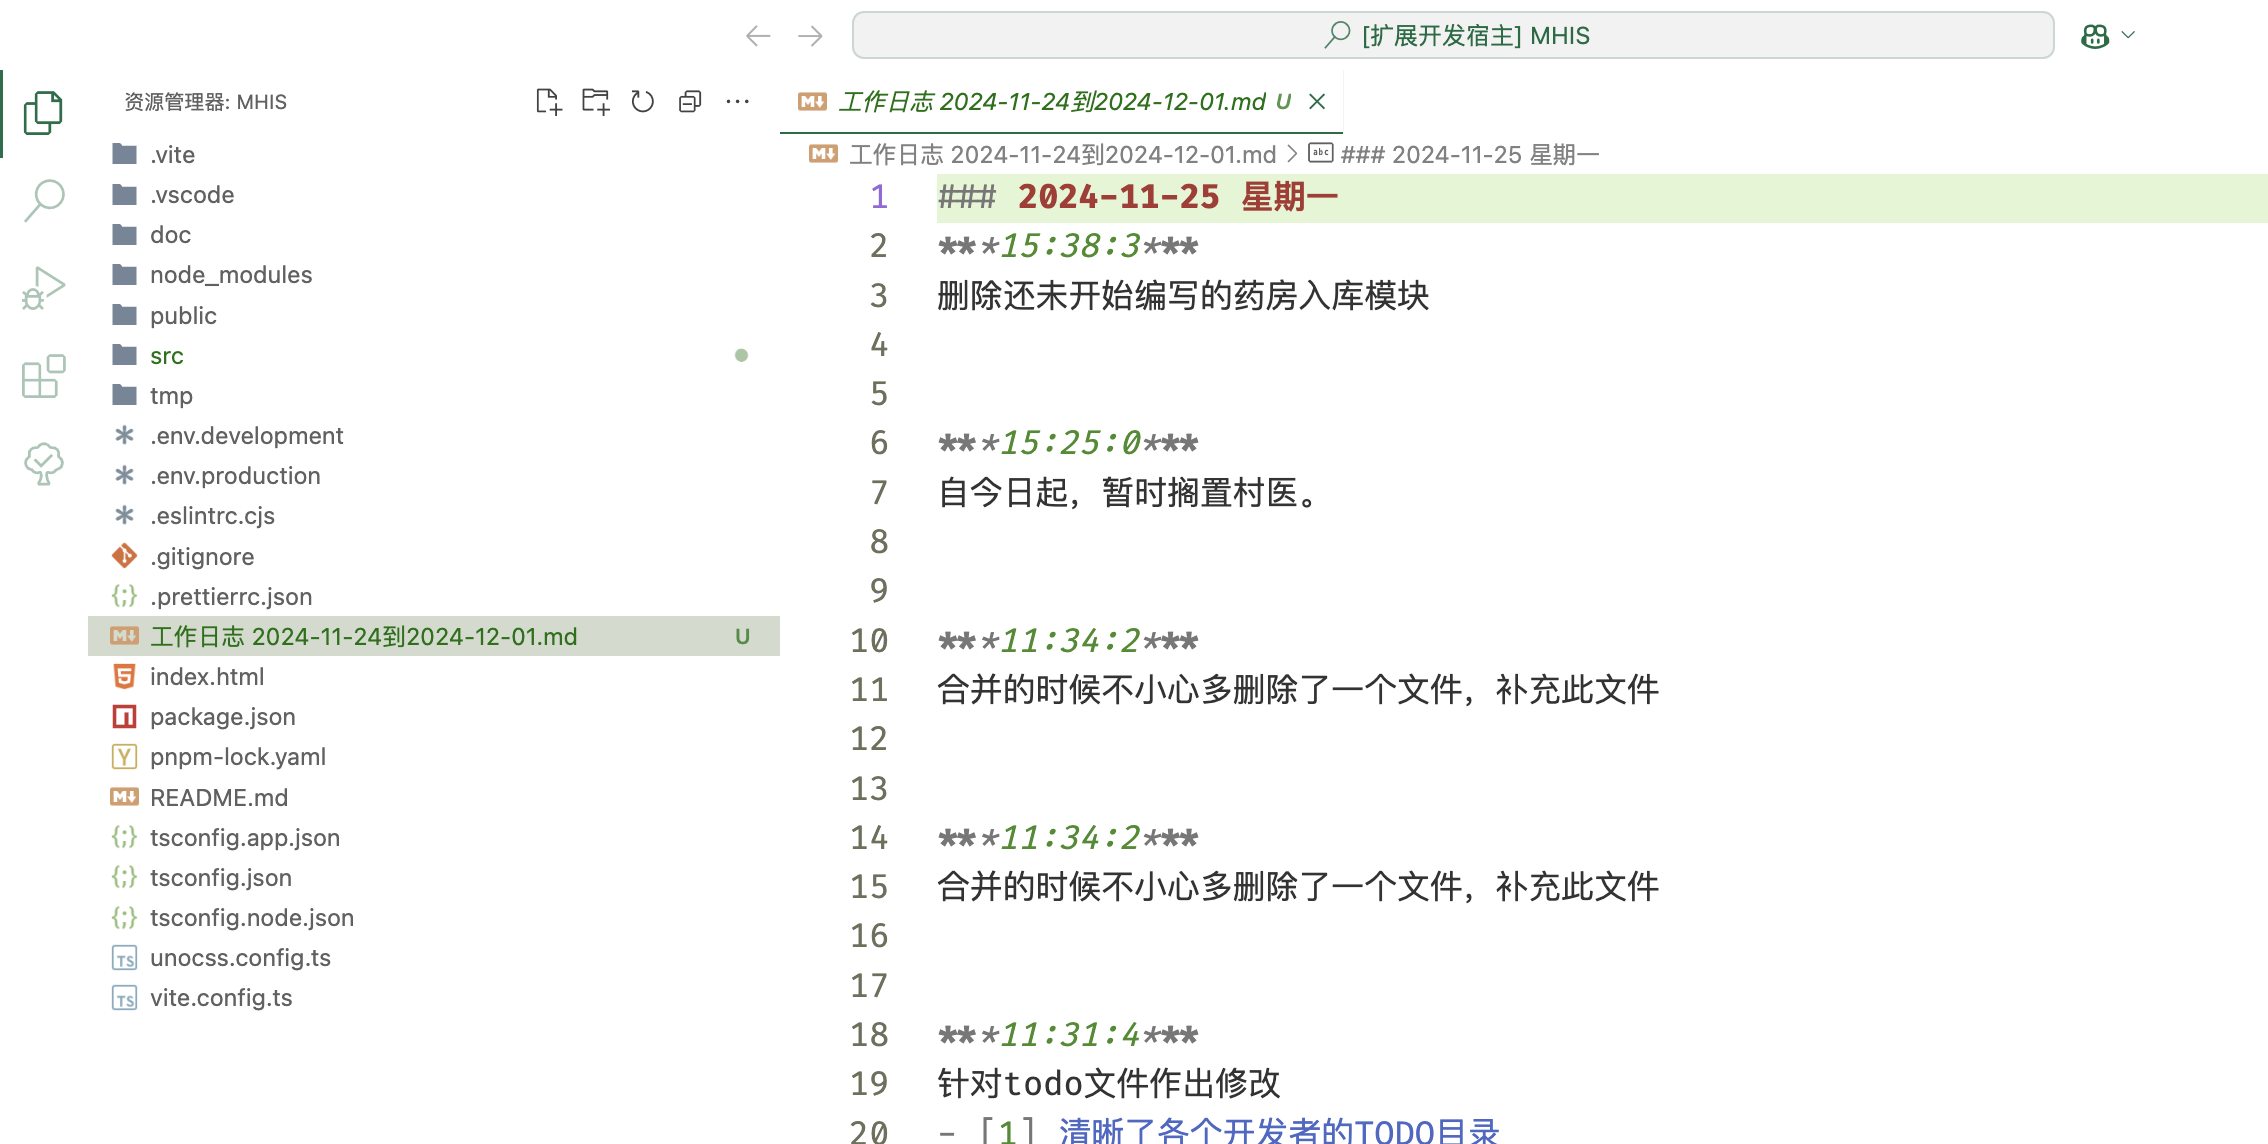 [扩展开发宿主] MHIS
资源管理器: MHIS
.vite
.vscode
doc
node_modules
public
src
tmp
.env.development
.env.production
.eslintrc.cjs
.gitignore
.prettierrc.json
工作日志 2024-11-24到2024-12-01.md U
index.html
package.json
pnpm-lock.yaml
README.md
tsconfig.app.json
tsconfig.json
tsconfig.node.json
unocss.config.ts
vite.config.ts
工作日志 2024-11-24到2024-12-01.md U
工作日志 2024-11-24到2024-12-01.md > abc ### 2024-11-25 星期一
1 ### 2024-11-25 星期一
2 ***15:38:3***
3 删除还未开始编写的药房入库模块
4
5
6 ***15:25:0***
7 自今日起，暂时搁置村医。
8
9
10 ***11:34:2***
11 合并的时候不小心多删除了一个文件，补充此文件
12
13
14 ***11:34:2***
15 合并的时候不小心多删除了一个文件，补充此文件
16
17
18 ***11:31:4***
19 针对todo文件作出修改
20 - [1] 清晰了各个开发者的TODO目录